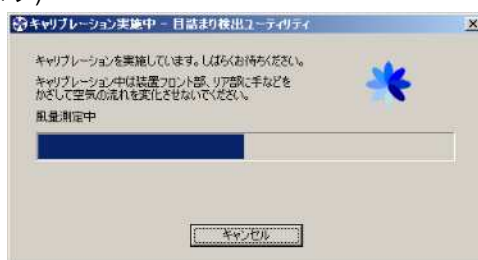 ル)
キャリブレーション実施中 - 目詰まり検出ユーティリティ
キャリブレーションを実施しています。しばらくお待ちください。
キャリブレーション中は装置フロント部、リア部に手などを
かざして空気の流れを変化させないでください。
風量測定中
キャンセル